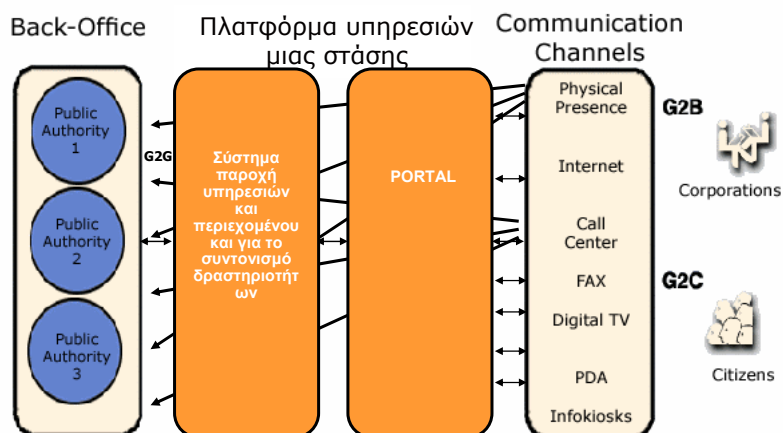 Back-Office
Πλατφόρμα υπηρεσιών
μιας στάσης
Communication
Channels
Public
Authority
1
Public
Authority
2
Public
Authority
3
G2G
Σύστημα
παροχή
υπηρεσιών
και
περιεχομένου
και για το
συντονισμό
δραστηριοτήτ
ων
PORTAL
Physical
Presence
Internet
Call
Center
FAX
Digital TV
PDA
Infokiosks
G2B
Corporations
G2C
Citizens